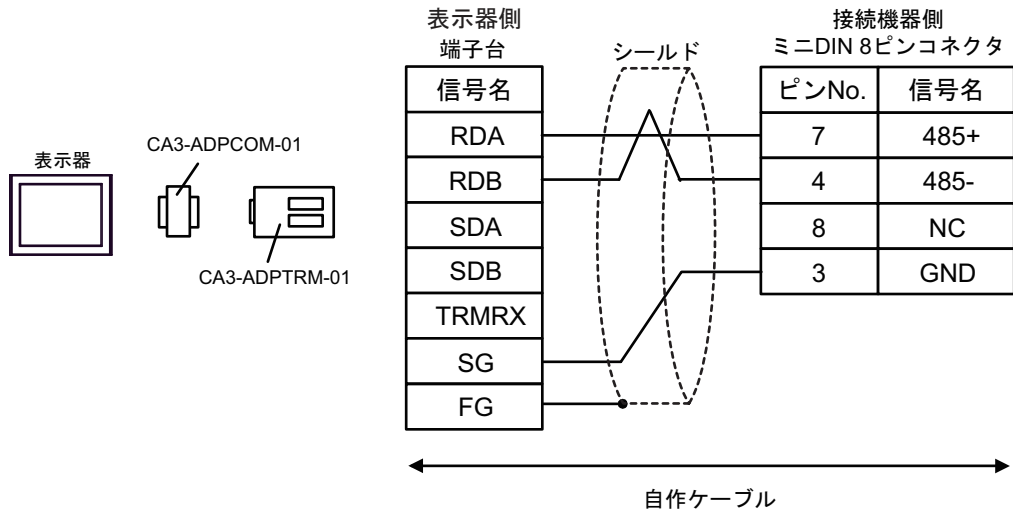 表示器
CA3-ADPCOM-01
CA3-ADPTRM-01
表示器側
端子台
信号名
RDA
RDB
SDA
SDB
TRMRX
SG
FG
シールド
接続機器側
ミニDIN 8ピンコネクタ
ピンNo. 信号名
7 485+
4 485-
8 NC
3 GND
自作ケーブル